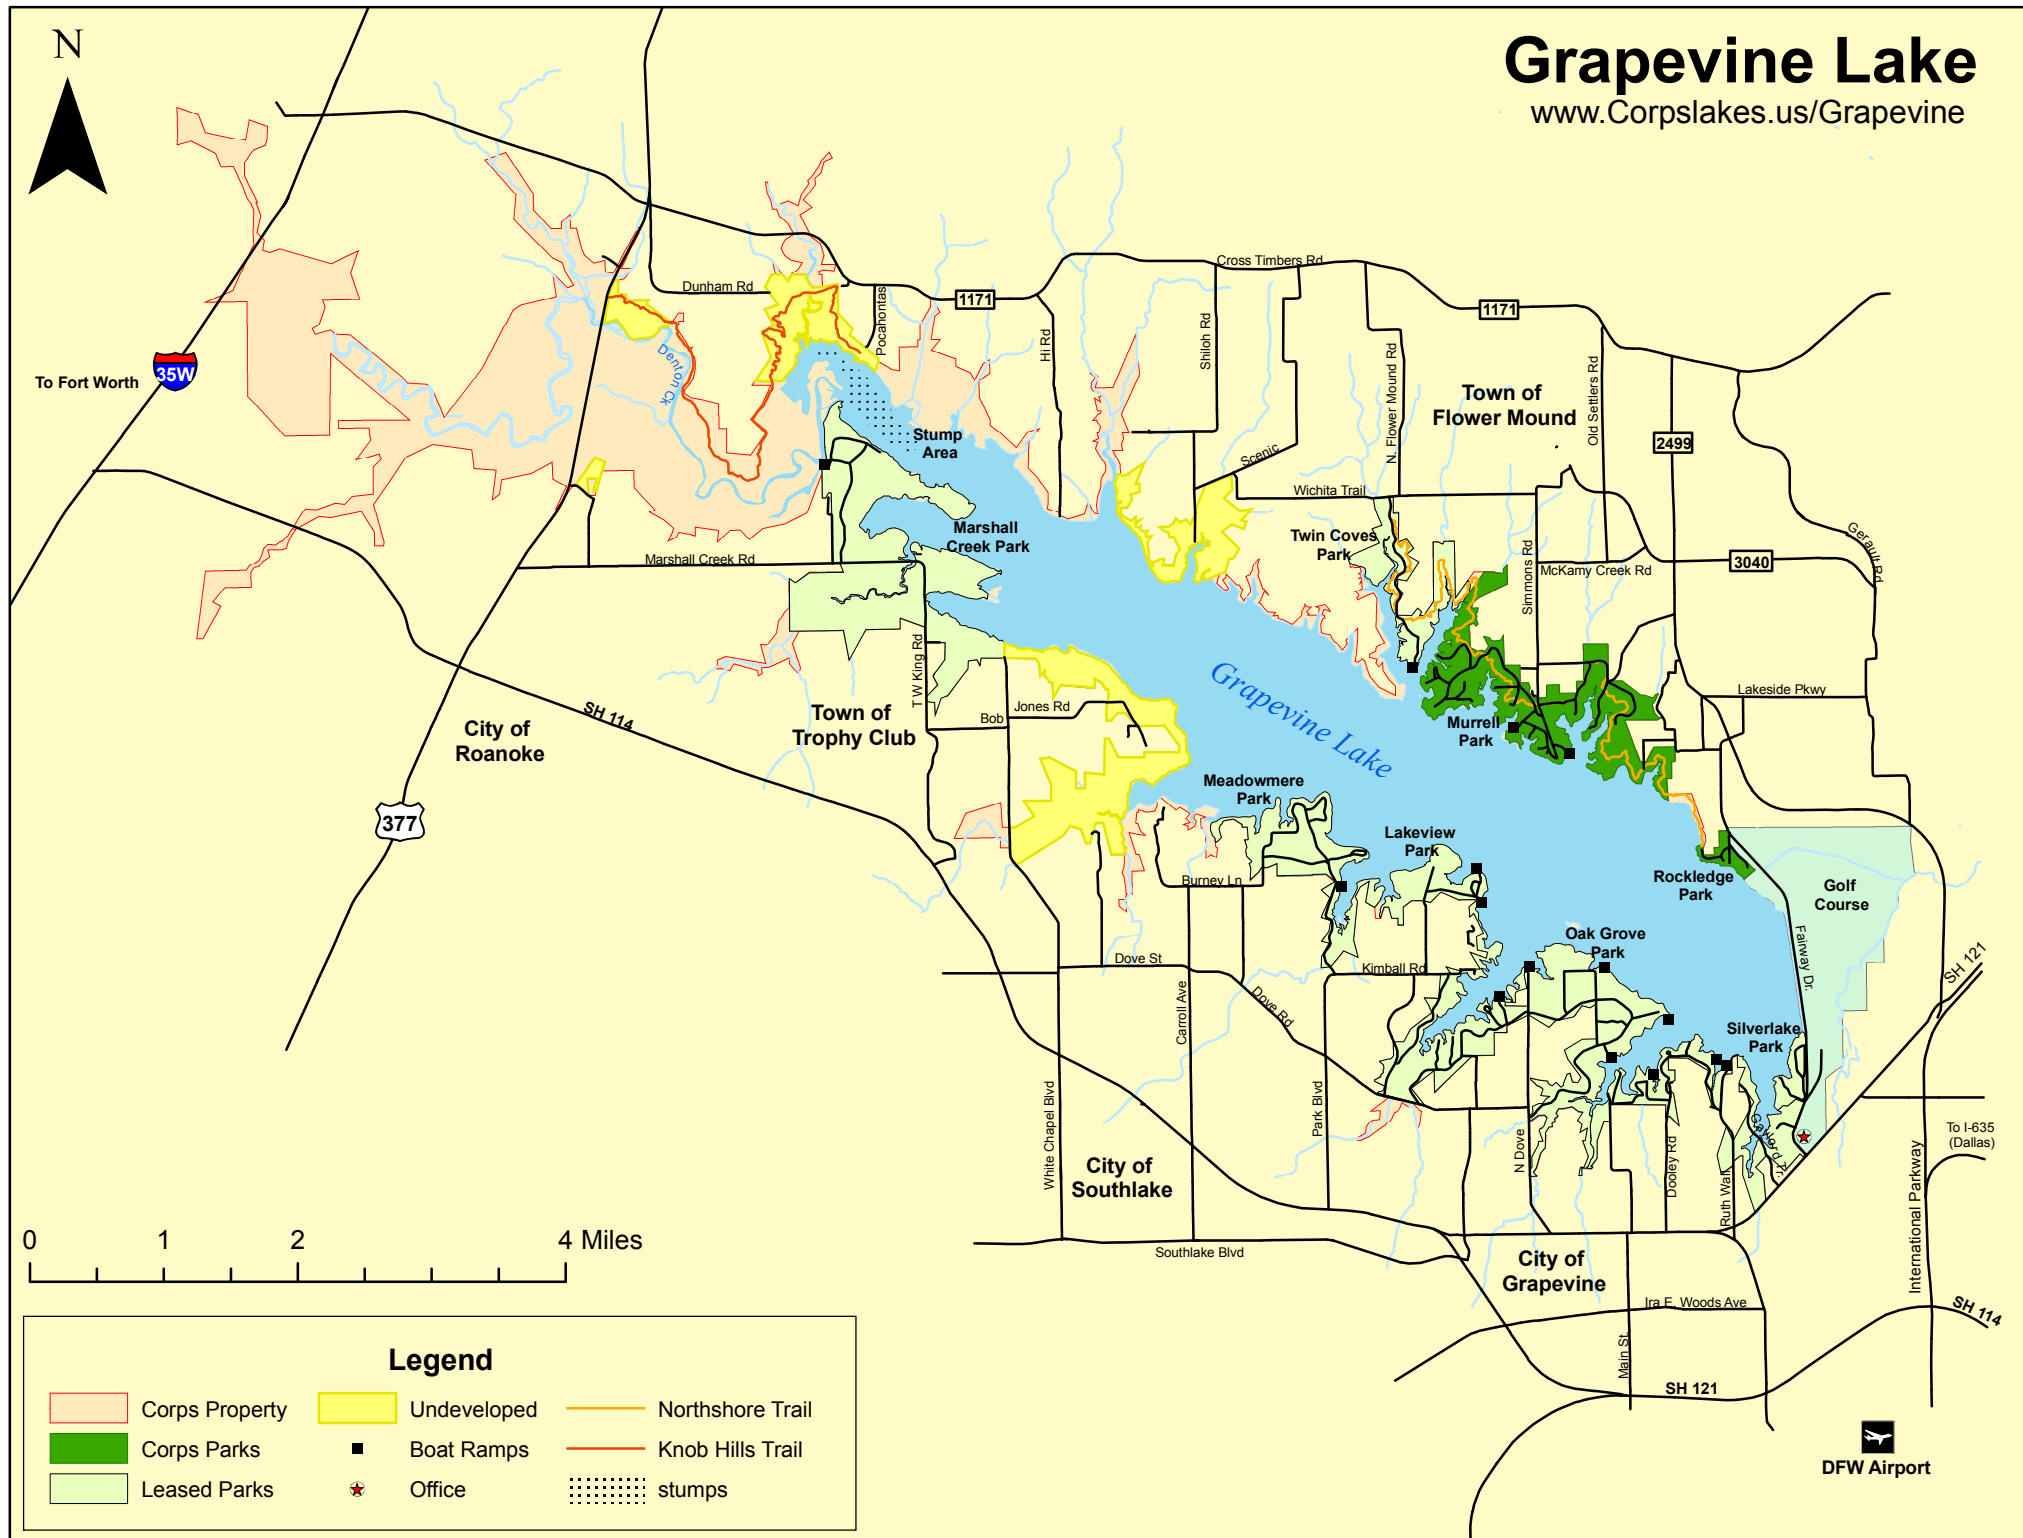 Grapevine Lake
www.Corpslakes.us/Grapevine
N
Cross Timbers Rd
Dunham Rd
1171
1171
Pocahontas
Hi Rd
Shiloh Rd
N. Flower Mound Rd
Old Settlers Rd
To Fort Worth
35W
Denton Ck
Town of
Flower Mound
2499
Stump
Area
Scenic
Wichita Trail
Marshall
Creek Park
Twin Coves
Park
Gerault Rd
Marshall Creek Rd
Simmons Rd
McKamy Creek Rd
3040
T W King Rd
Grapevine Lake
Lakeside Pkwy
SH 114
City of
Roanoke
Town of
Trophy Club
Bob
Jones Rd
Murrell
Park
377
Meadowmere
Park
Lakeview
Park
Burney Ln
Rockledge
Park
Golf
Course
Fairway Dr.
Oak Grove
Park
SH 121
Dove St
Kimball Rd
Carroll Ave
Dove Rd
Silverlake
Park
White Chapel Blvd
Park Blvd
N Dove
Dooley Rd
Ruth Wall
Gaylord Pr.
To I-635
(Dallas)
International Parkway
City of
Southlake
Southlake Blvd
City of
Grapevine
Ira E. Woods Ave
Main St.
SH 114
SH 121
DFW Airport
0 1 2 4 Miles
Legend
Corps Property
Undeveloped
Northshore Trail
Corps Parks
Boat Ramps
Knob Hills Trail
Leased Parks
Office
stumps